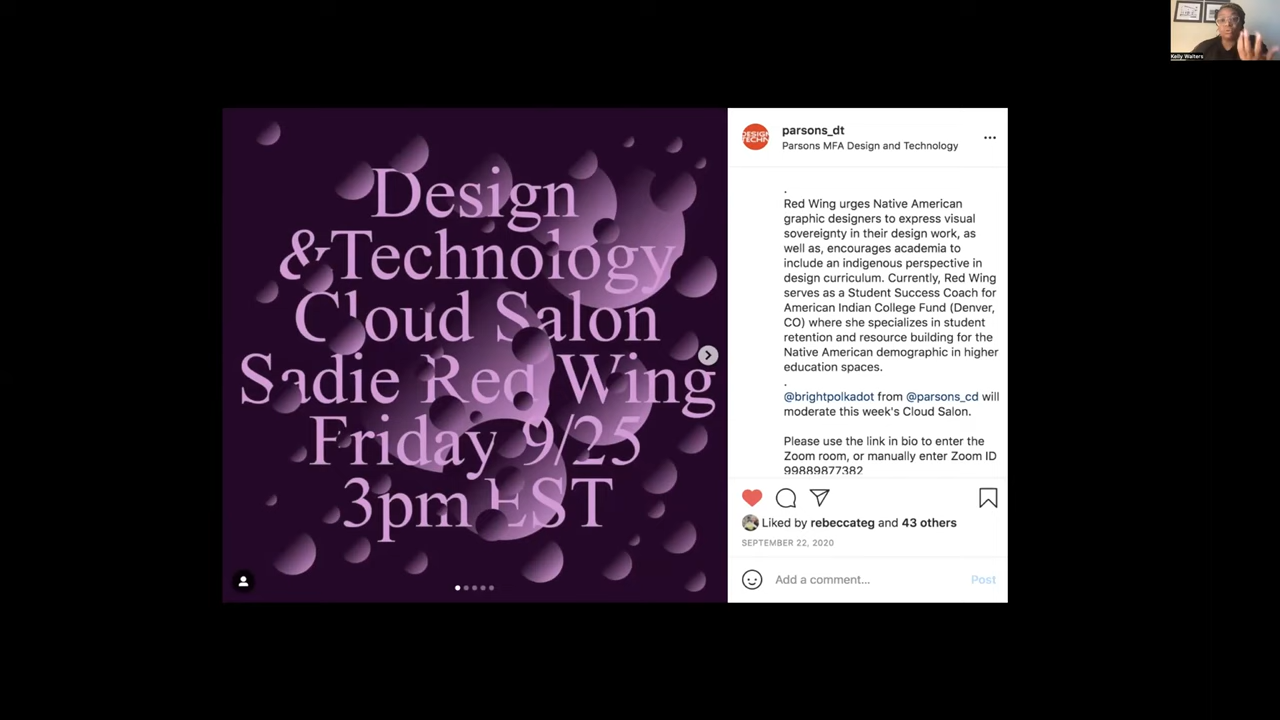 Kelly Walters
Design
&Technology
Cloud Salon
Sadie Red Wing
Friday 9/25
3pm EST
DESIGN
TECHN
parsons_dt
Parsons MFA Design and Technology
...
.
Red Wing urges Native American
graphic designers to express visual
sovereignty in their design work, as
well as, encourages academia to
include an indigenous perspective in
design curriculum. Currently, Red Wing
serves as a Student Success Coach for
American Indian College Fund (Denver,
CO) where she specializes in student
retention and resource building for the
Native American demographic in higher
education spaces.
.
@brightpolkadot from @parsons_cd will
moderate this week's Cloud Salon.
Please use the link in bio to enter the
Zoom room, or manually enter Zoom ID
99889877382
Liked by rebeccateg and 43 others
SEPTEMBER 22, 2020
Add a comment... Post